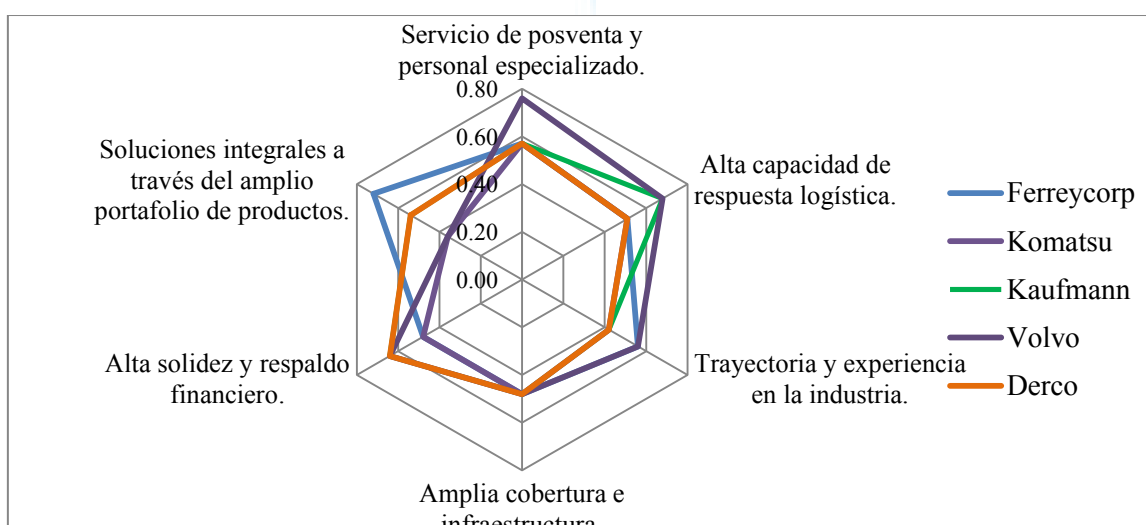 Servicio de posventa y
personal especializado.
0.80
0.60
0.40
0.20
0.00
Alta capacidad de
respuesta logística.
Trayectoria y experiencia
en la industria.
Amplia cobertura e
infraestructura.
Alta solidez y respaldo
financiero.
Soluciones integrales a
través del amplio
portafolio de productos.
Ferreycorp
Komatsu
Kaufmann
Volvo
Derco